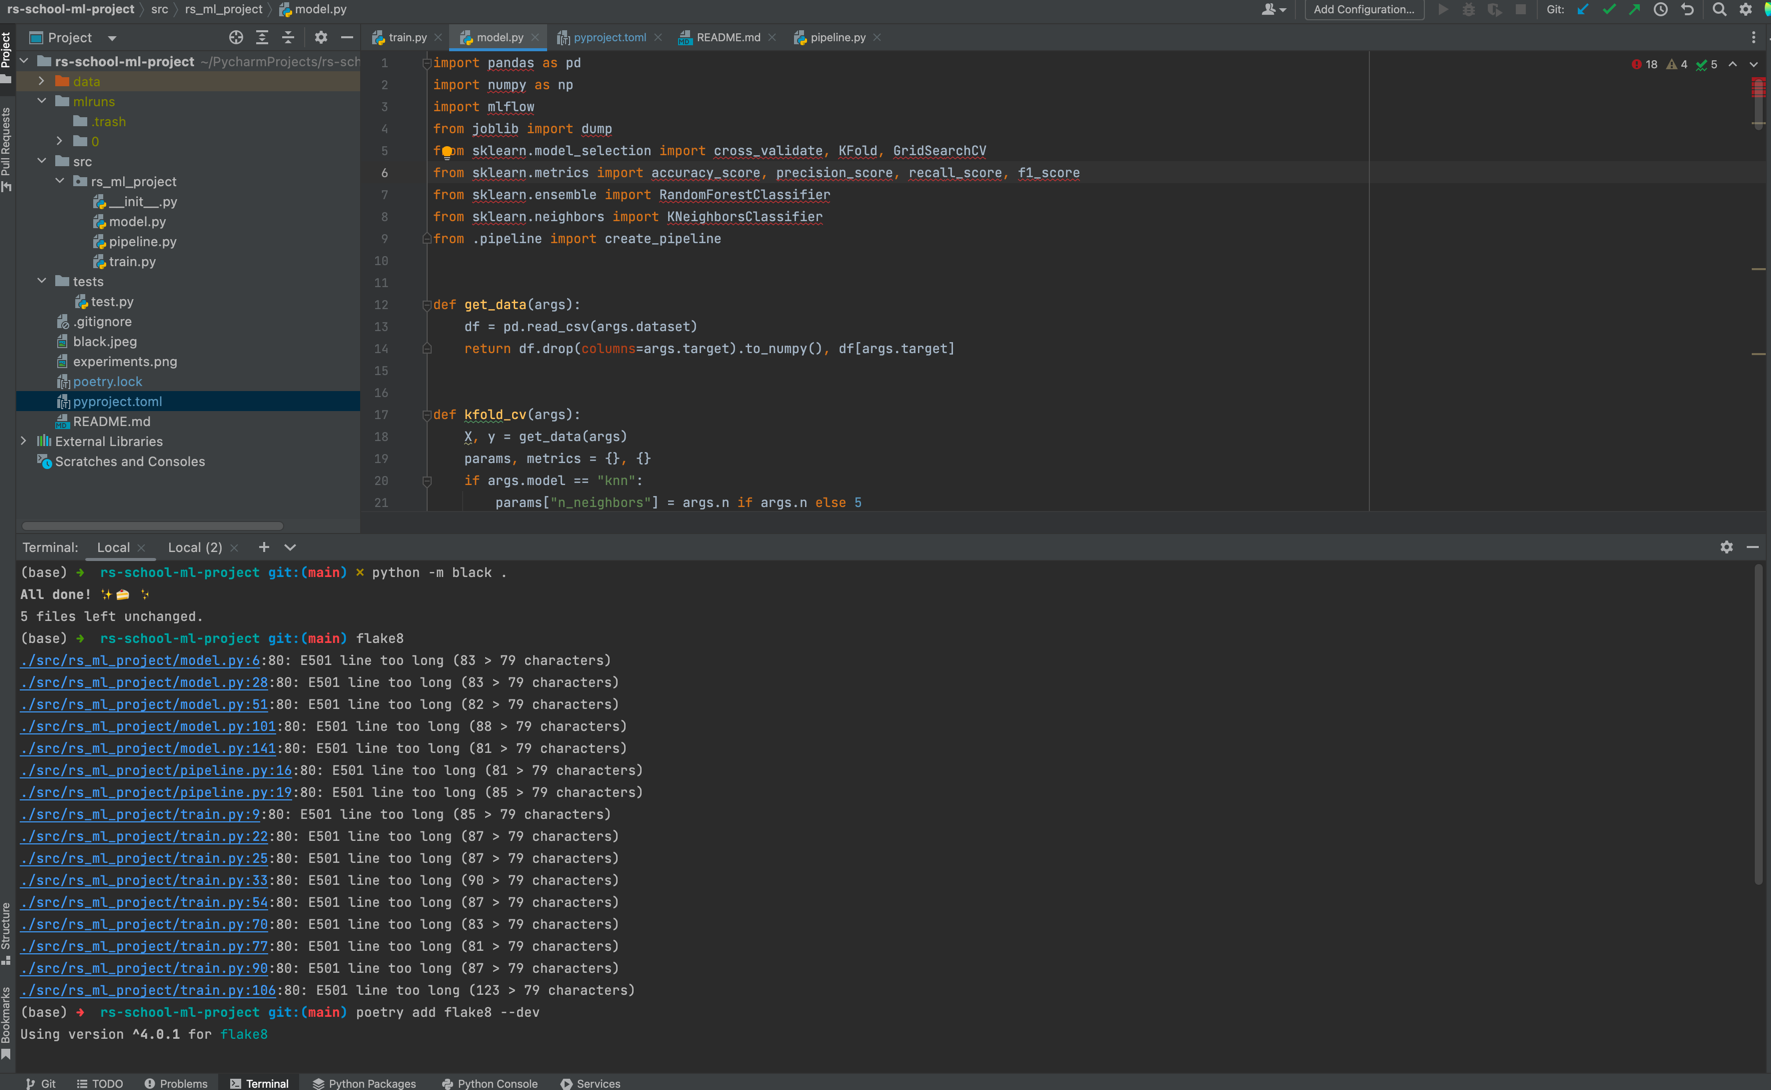 rs-school-ml-project 〉 src 〉 rs_ml_project 〉 model.py
Add Configuration...
Git:
Project
train.py
model.py
pyproject.toml
README.md
pipeline.py
Project
Pull Requests
Structure
Bookmarks
rs-school-ml-project ~/PycharmProjects/rs-sch
data
mlruns
.trash
0
src
rs_ml_project
__init__.py
model.py
pipeline.py
train.py
tests
test.py
.gitignore
black.jpeg
experiments.png
poetry.lock
pyproject.toml
README.md
External Libraries
Scratches and Consoles
18 4 5
1 import pandas as pd
2 import numpy as np
3 import mlflow
4 from joblib import dump
5 from sklearn.model_selection import cross_validate, KFold, GridSearchCV
6 from sklearn.metrics import accuracy_score, precision_score, recall_score, f1_score
7 from sklearn.ensemble import RandomForestClassifier
8 from sklearn.neighbors import KNeighborsClassifier
9 from .pipeline import create_pipeline
10
11
12 def get_data(args):
13 df = pd.read_csv(args.dataset)
14 return df.drop(columns=args.target).to_numpy(), df[args.target]
15
16
17 def kfold_cv(args):
18 X, y = get_data(args)
19 params, metrics = {}, {}
20 if args.model == "knn":
21 params["n_neighbors"] = args.n if args.n else 5
Terminal: Local Local (2)
(base) ➜ rs-school-ml-project git:(main) ✗ python -m black .
All done! ✨🍰 ✨
5 files left unchanged.
(base) ➜ rs-school-ml-project git:(main) flake8
./src/rs_ml_project/model.py:6:80: E501 line too long (83 > 79 characters)
./src/rs_ml_project/model.py:28:80: E501 line too long (83 > 79 characters)
./src/rs_ml_project/model.py:51:80: E501 line too long (82 > 79 characters)
./src/rs_ml_project/model.py:101:80: E501 line too long (88 > 79 characters)
./src/rs_ml_project/model.py:141:80: E501 line too long (81 > 79 characters)
./src/rs_ml_project/pipeline.py:16:80: E501 line too long (81 > 79 characters)
./src/rs_ml_project/pipeline.py:19:80: E501 line too long (85 > 79 characters)
./src/rs_ml_project/train.py:9:80: E501 line too long (85 > 79 characters)
./src/rs_ml_project/train.py:22:80: E501 line too long (87 > 79 characters)
./src/rs_ml_project/train.py:25:80: E501 line too long (87 > 79 characters)
./src/rs_ml_project/train.py:33:80: E501 line too long (90 > 79 characters)
./src/rs_ml_project/train.py:54:80: E501 line too long (87 > 79 characters)
./src/rs_ml_project/train.py:70:80: E501 line too long (83 > 79 characters)
./src/rs_ml_project/train.py:77:80: E501 line too long (81 > 79 characters)
./src/rs_ml_project/train.py:90:80: E501 line too long (87 > 79 characters)
./src/rs_ml_project/train.py:106:80: E501 line too long (123 > 79 characters)
(base) ➜ rs-school-ml-project git:(main) poetry add flake8 --dev
Using version ^4.0.1 for flake8
Git TODO Problems Terminal Python Packages Python Console Services